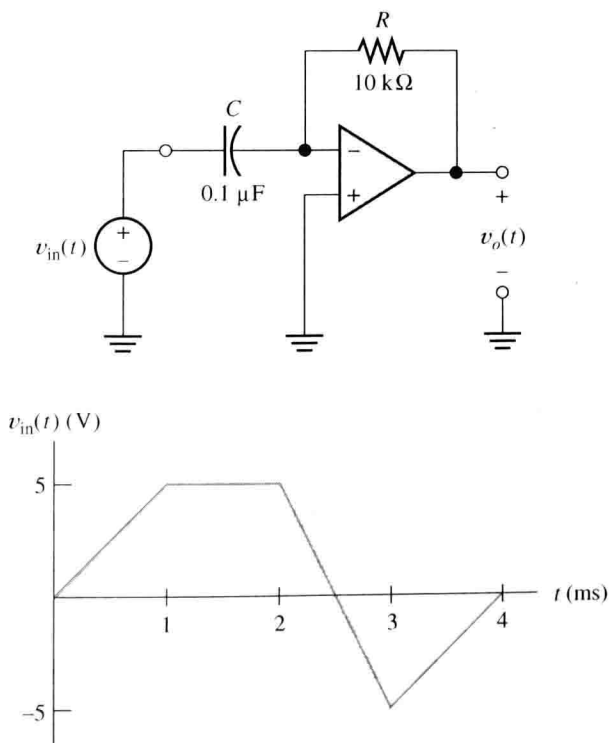 R
10 kΩ
C
0.1 μF
−
+
+
−
v_in(t)
+
v_o(t)
−
v_in(t) (V)
5
1 2 3 4 t (ms)
−5